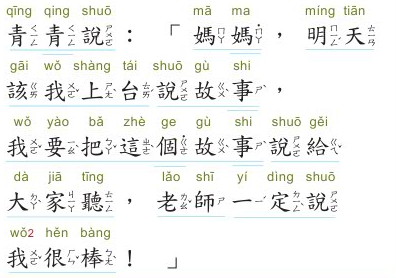 qīng qīng shuō mā ma míng tiān
青青說：「媽媽，明天
gāi wǒ shàng tái shuō gù shi
該我上台說故事，
wǒ yào bǎ zhè ge gù shi shuō gěi
我要把這個故事說給
dà jiā tīng lǎo shī yí dìng shuō
大家聽，老師一定說
wǒ2 hěn bàng
我很棒！」